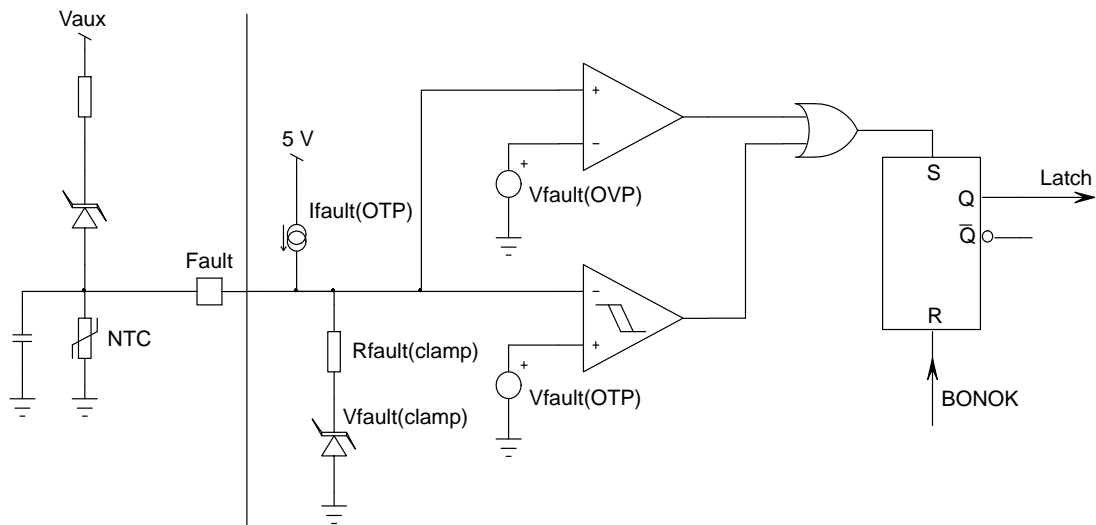 Vaux
5 V
Ifault(OTP)
Fault
NTC
Rfault(clamp)
Vfault(clamp)
+
−
+
Vfault(OVP)
−
+
+
Vfault(OTP)
S
Q
Q̅
R
Latch
BONOK